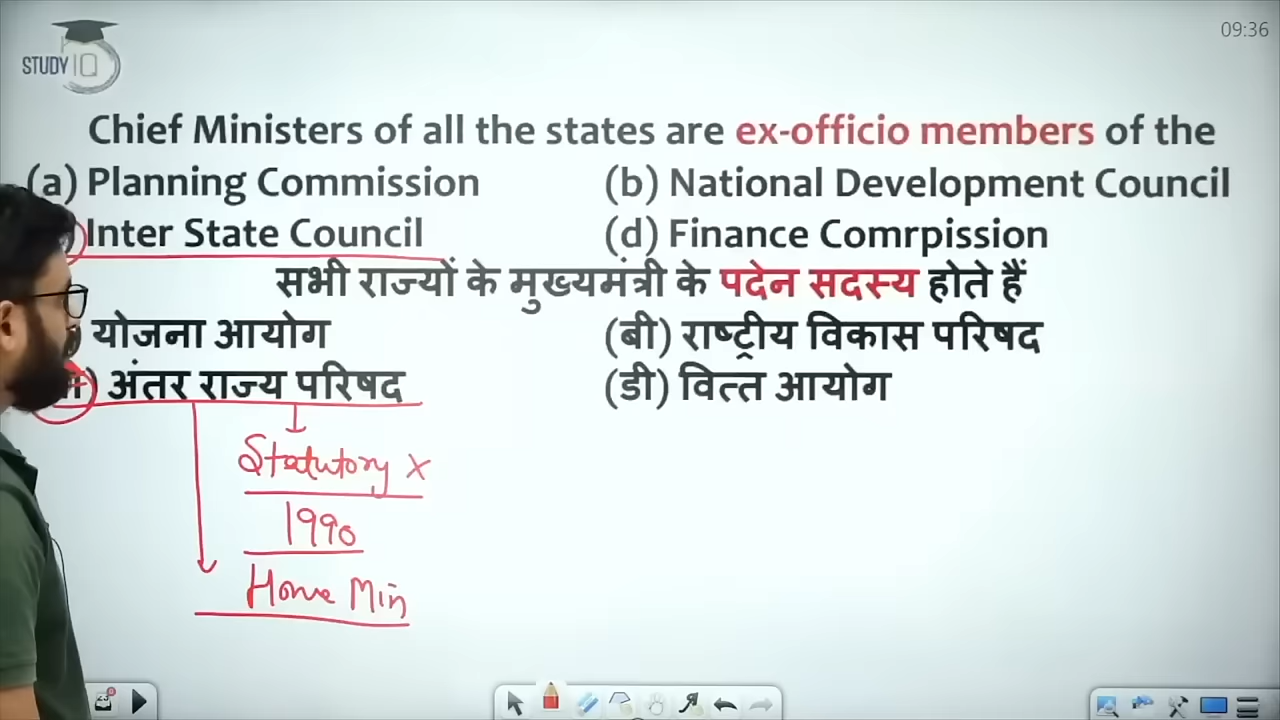 09:36
STUDY IQ
Chief Ministers of all the states are ex-officio members of the
(a) Planning Commission (b) National Development Council
) Inter State Council (d) Finance Comrpission
सभी राज्यों के मुख्यमंत्री के पदेन सदस्य होते हैं
योजना आयोग (बी) राष्ट्रीय विकास परिषद
) अंतर राज्य परिषद (डी) वित्त आयोग
Statutory x
1990
Home Min